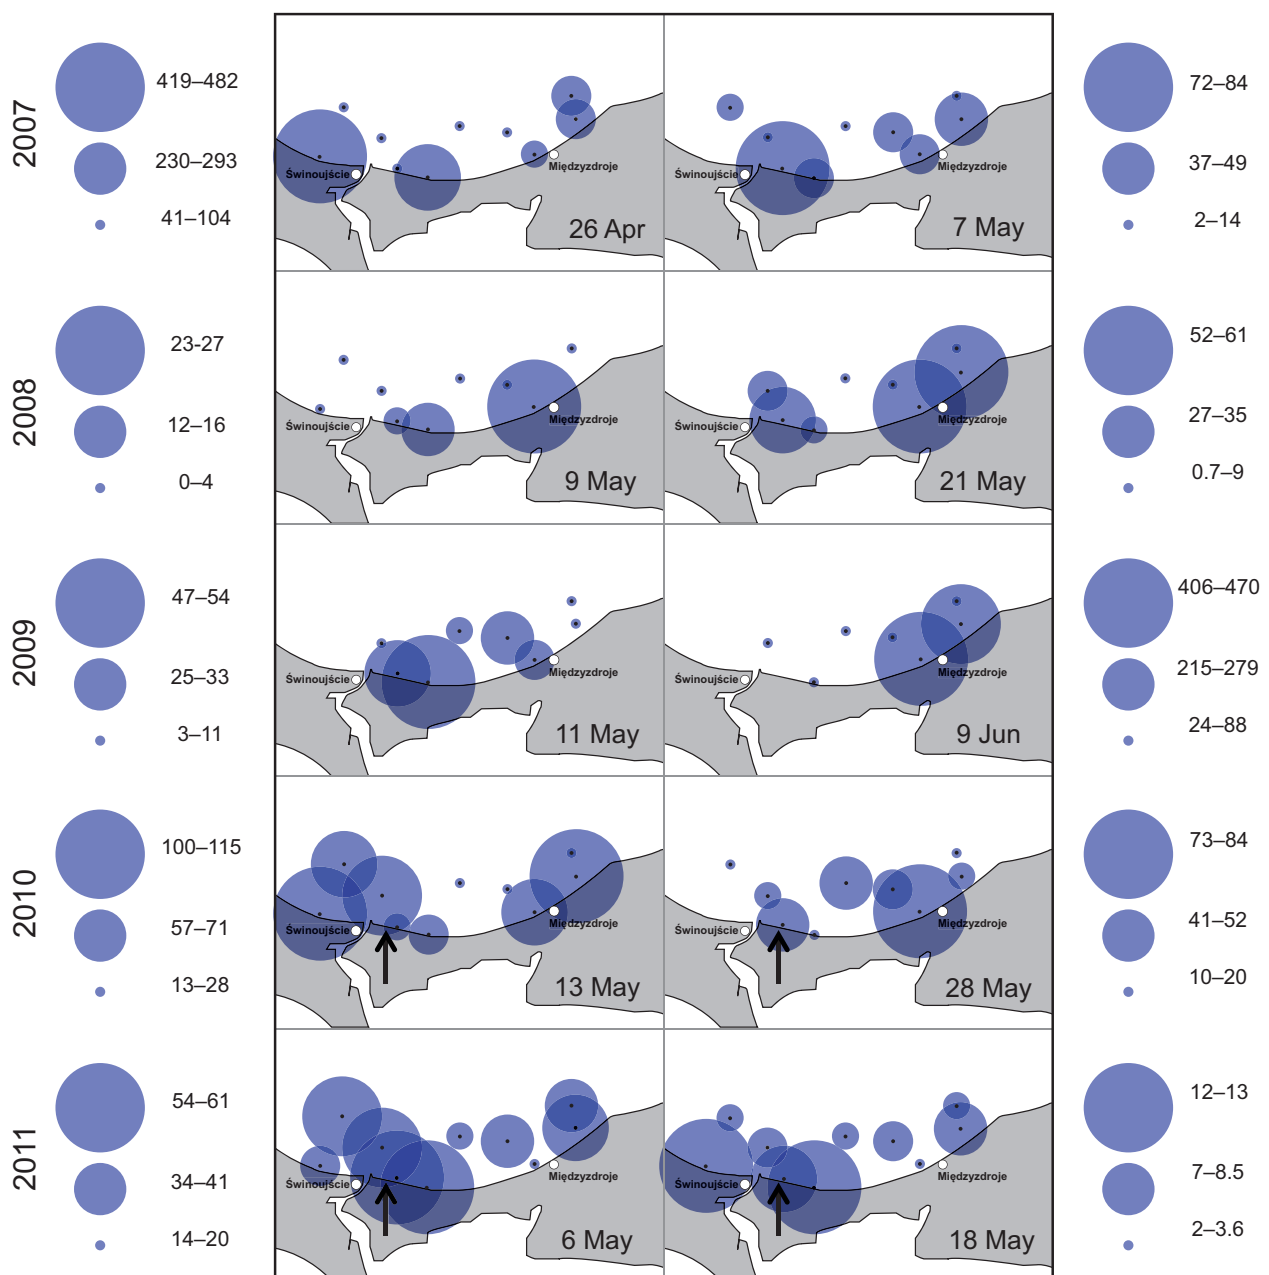 2007
419–482
230–293
41–104
Świnoujście
Międzyzdroje
26 Apr
Świnoujście
Międzyzdroje
7 May
72–84
37–49
2–14
2008
23-27
12–16
0–4
Świnoujście
Międzyzdroje
9 May
Świnoujście
Międzyzdroje
21 May
52–61
27–35
0.7–9
2009
47–54
25–33
3–11
Świnoujście
Międzyzdroje
11 May
Świnoujście
Międzyzdroje
9 Jun
406–470
215–279
24–88
2010
100–115
57–71
13–28
Świnoujście
Międzyzdroje
13 May
Świnoujście
Międzyzdroje
28 May
73–84
41–52
10–20
2011
54–61
34–41
14–20
Świnoujście
Międzyzdroje
6 May
Świnoujście
Międzyzdroje
18 May
12–13
7–8.5
2–3.6